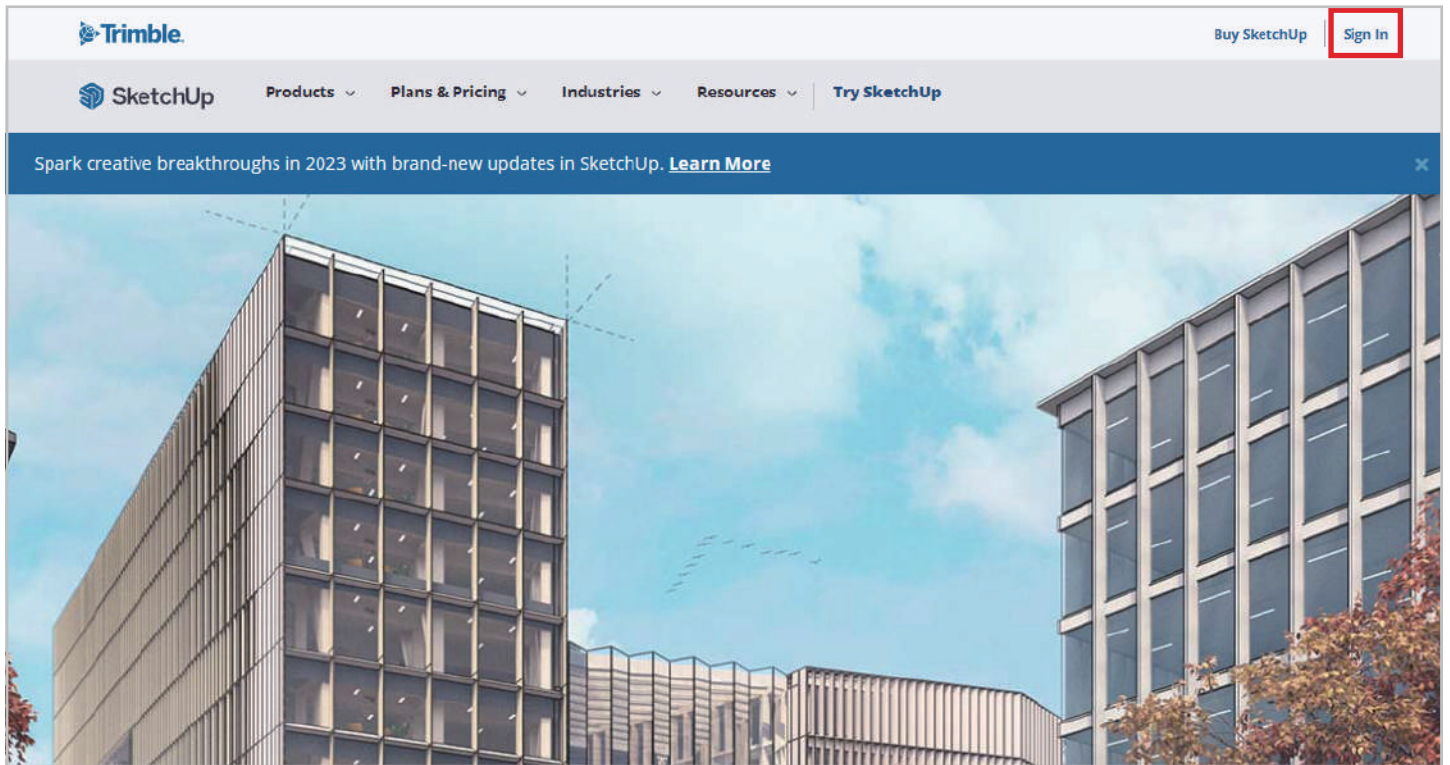 Trimble.
Buy SketchUp Sign In
SketchUp Products Plans & Pricing Industries Resources Try SketchUp
Spark creative breakthroughs in 2023 with brand-new updates in SketchUp. Learn More ×